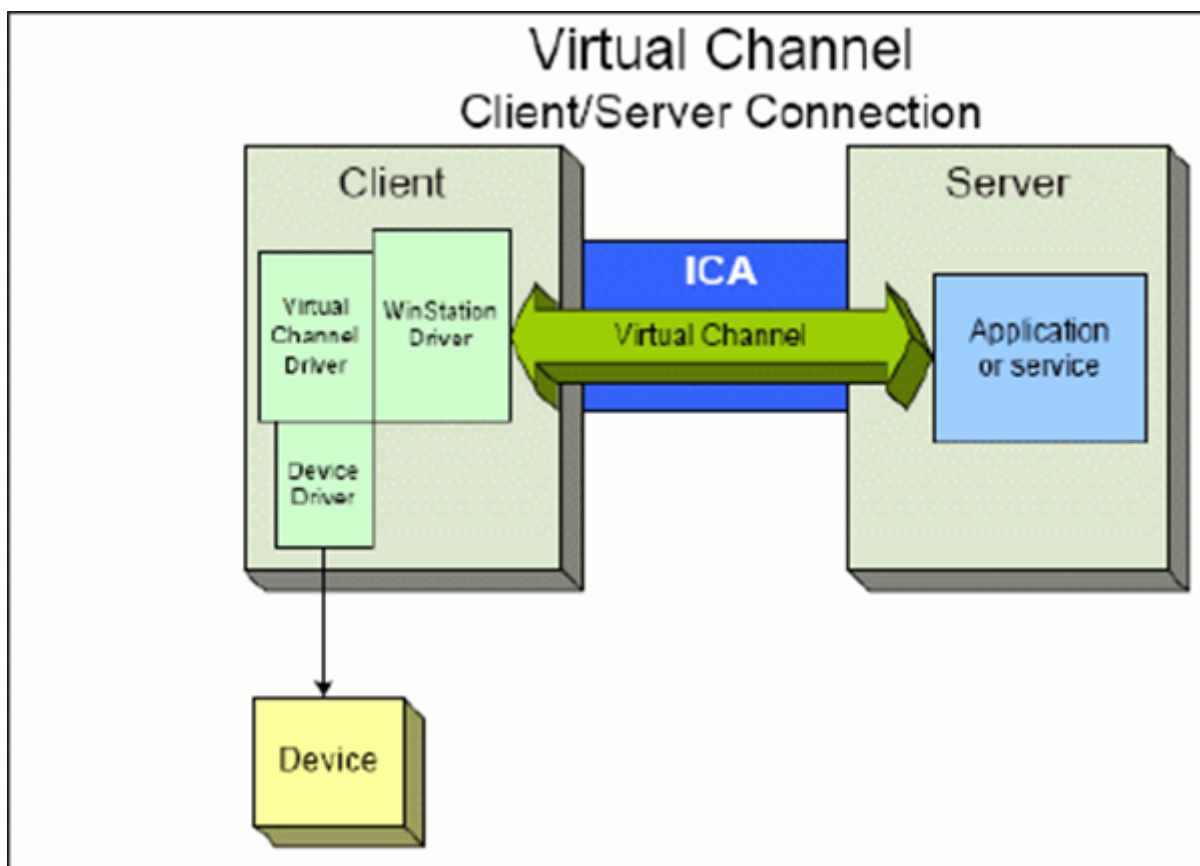 Virtual Channel
Client/Server Connection
Client
Server
ICA
Virtual
Channel
Driver
WinStation
Driver
Virtual Channel
Application
or service
Device
Driver
Device